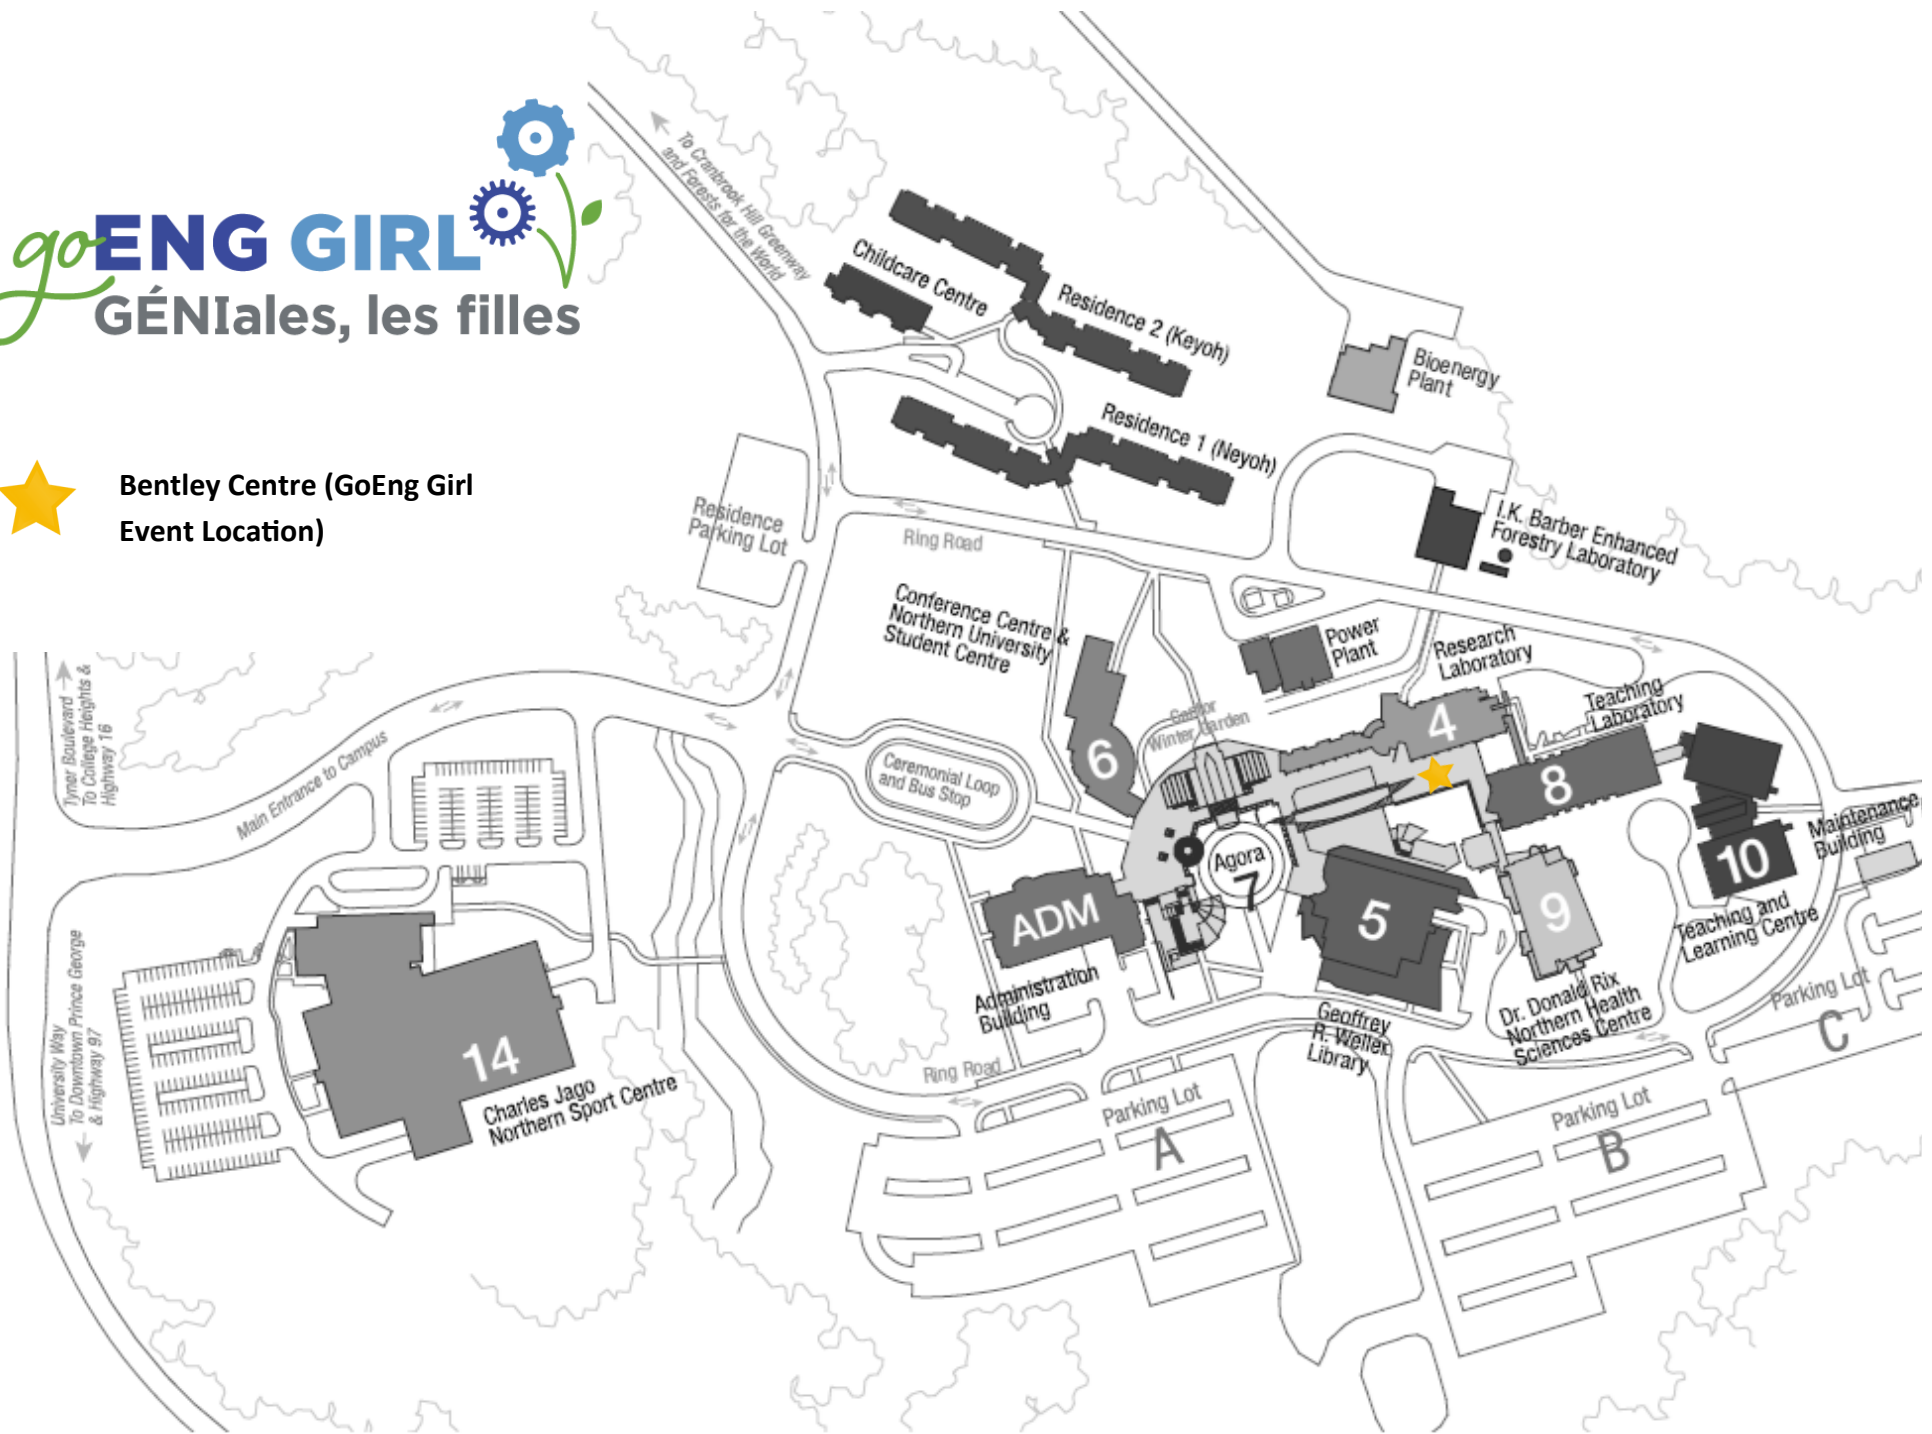 goENG GIRL
GÉNIales, les filles
Bentley Centre (GoEng Girl
Event Location)
To Cranbrook Hill Greenway
and Forests for the World
Childcare Centre
Residence 2 (Keyoh)
Residence 1 (Neyoh)
Bioenergy
Plant
I.K. Barber Enhanced
Forestry Laboratory
Residence
Parking Lot
Ring Road
Conference Centre &
Northern University
Student Centre
Power
Plant
Research
Laboratory
Teaching
Laboratory
Winter Garden
4
6
8
Ceremonial Loop
and Bus Stop
Tyner Boulevard
To College Heights &
Highway 16
Main Entrance to Campus
Maintenance
Building
10
Teaching and
Learning Centre
Agora
7
5
9
ADM
Administration
Building
Geoffrey
R. Weller
Library
Dr. Donald Rix
Northern Health
Sciences Centre
Parking Lot
C
University Way
To Downtown Prince George
& Highway 97
14
Charles Jago
Northern Sport Centre
Ring Road
Parking Lot
A
Parking Lot
B